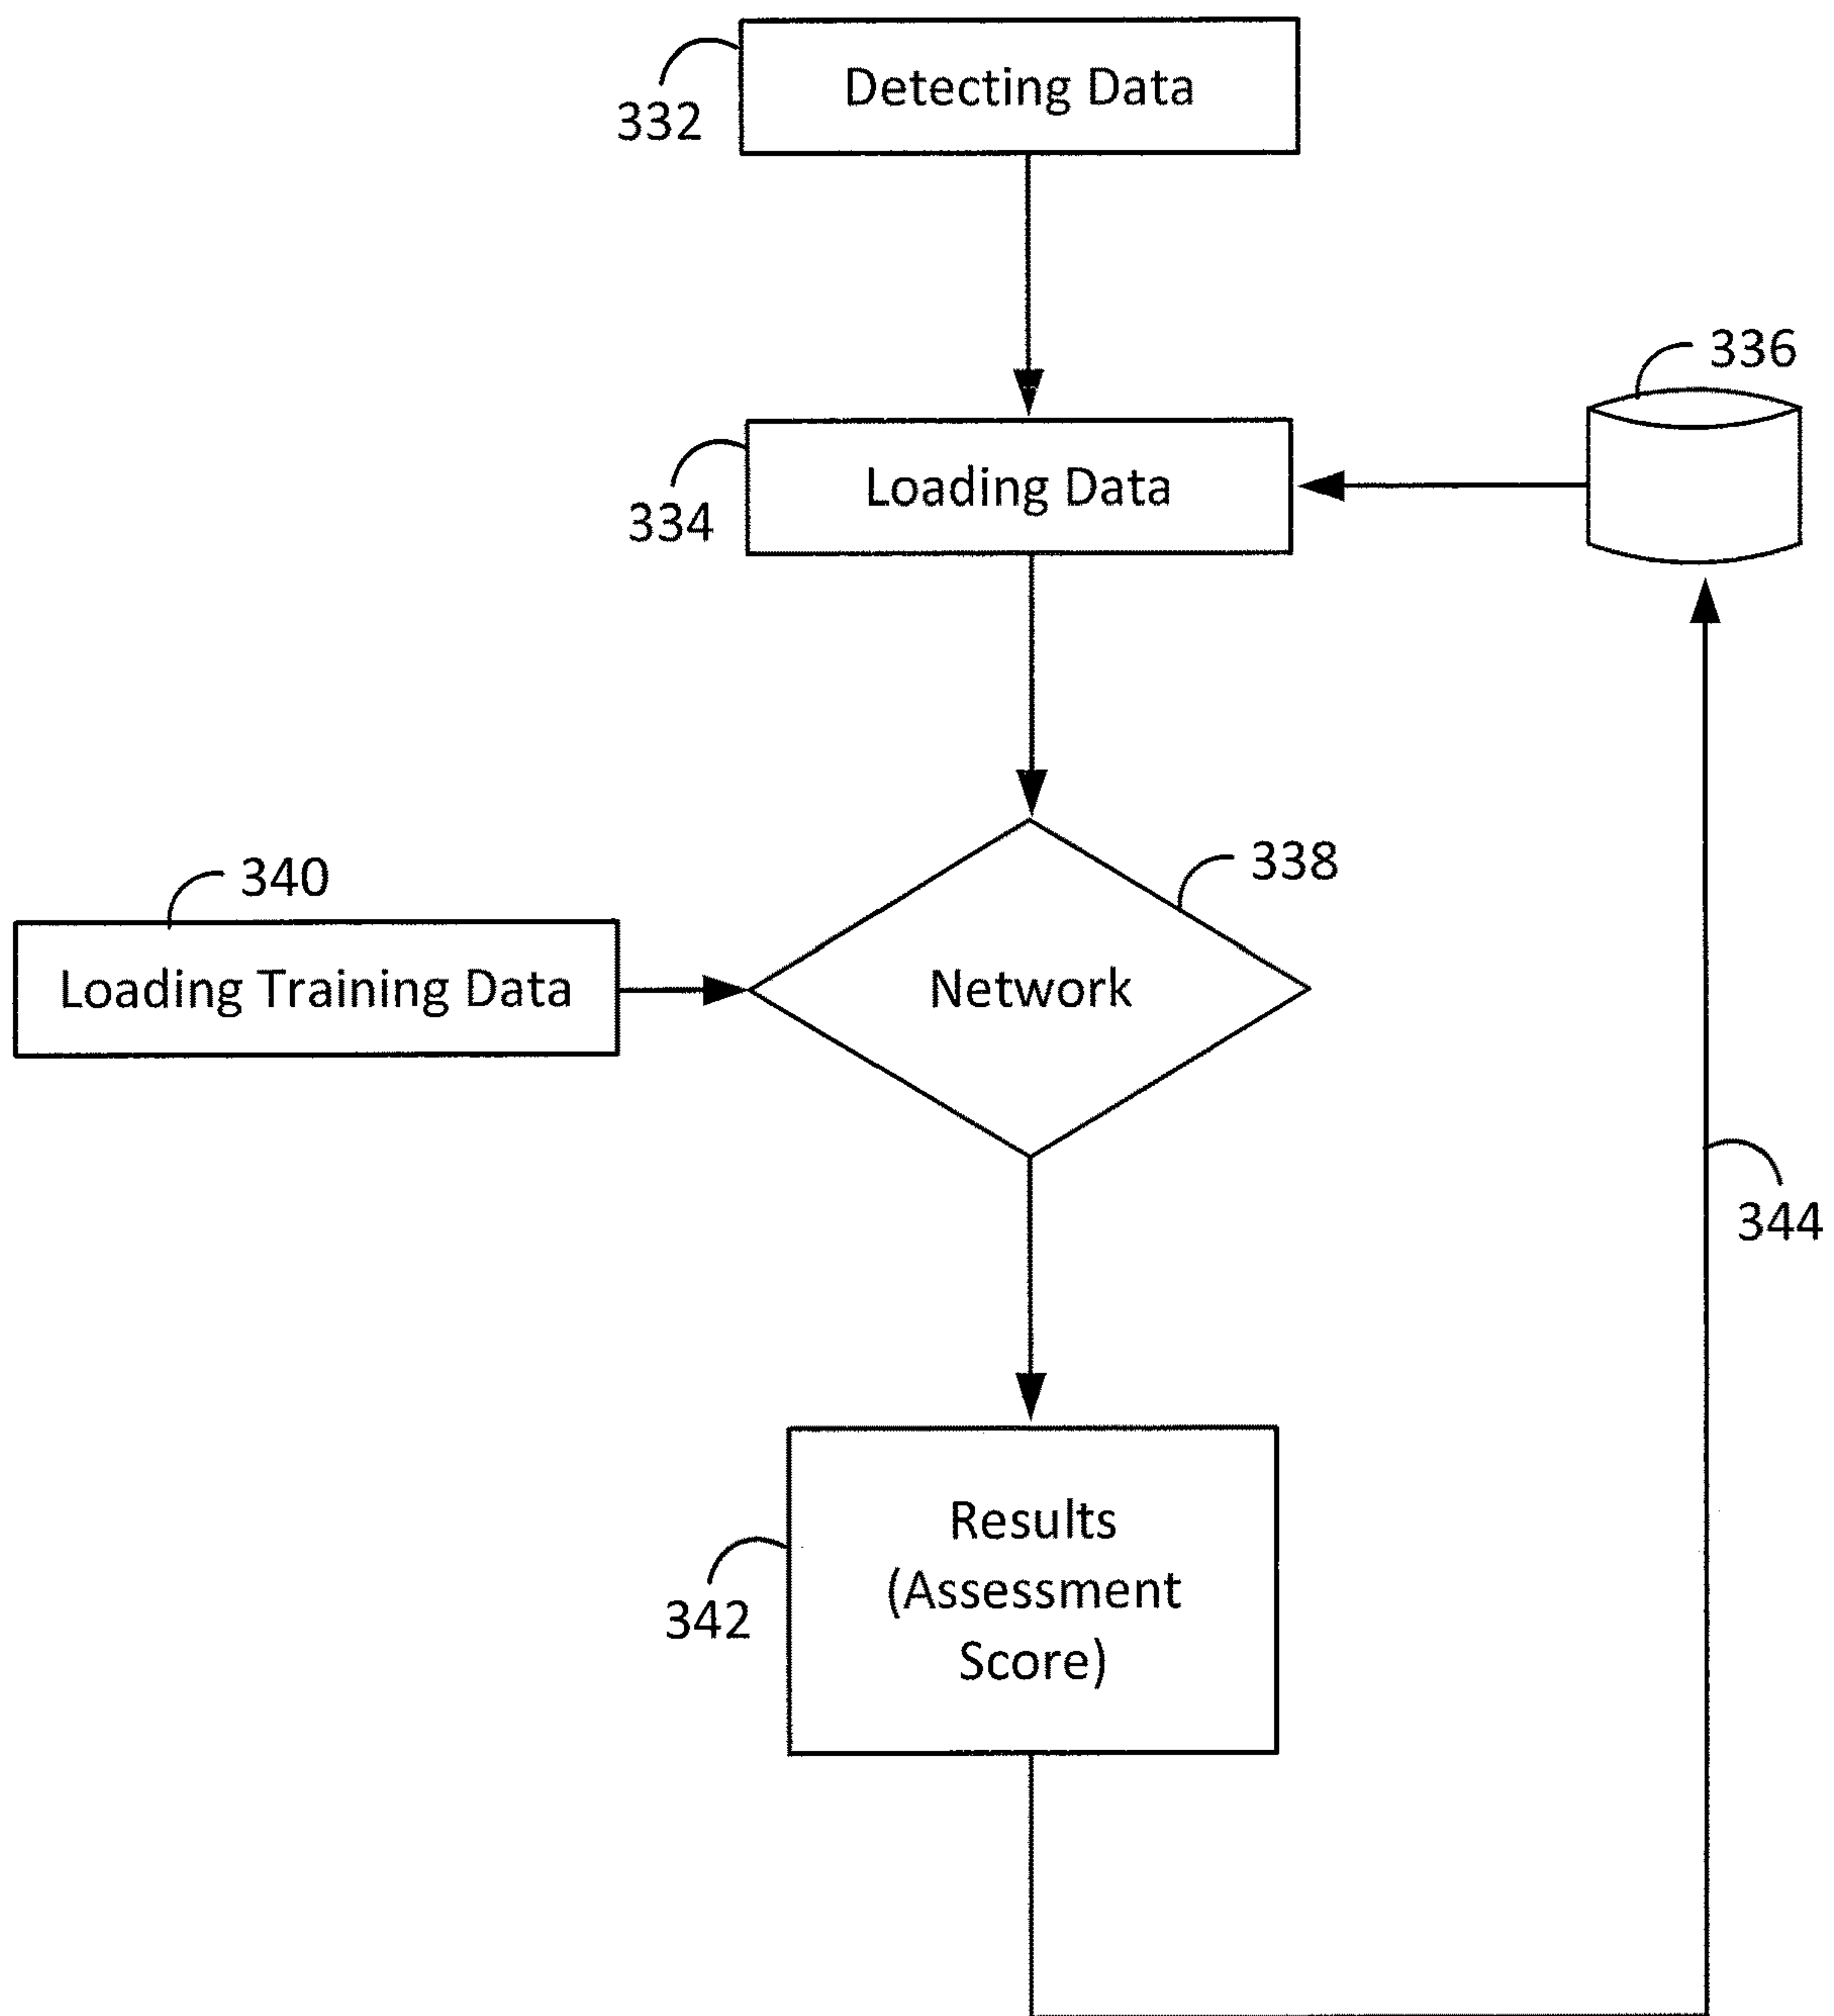 Detecting Data
332
336
Loading Data
334
338
340
Loading Training Data
Network
344
Results
(Assessment
Score)
342